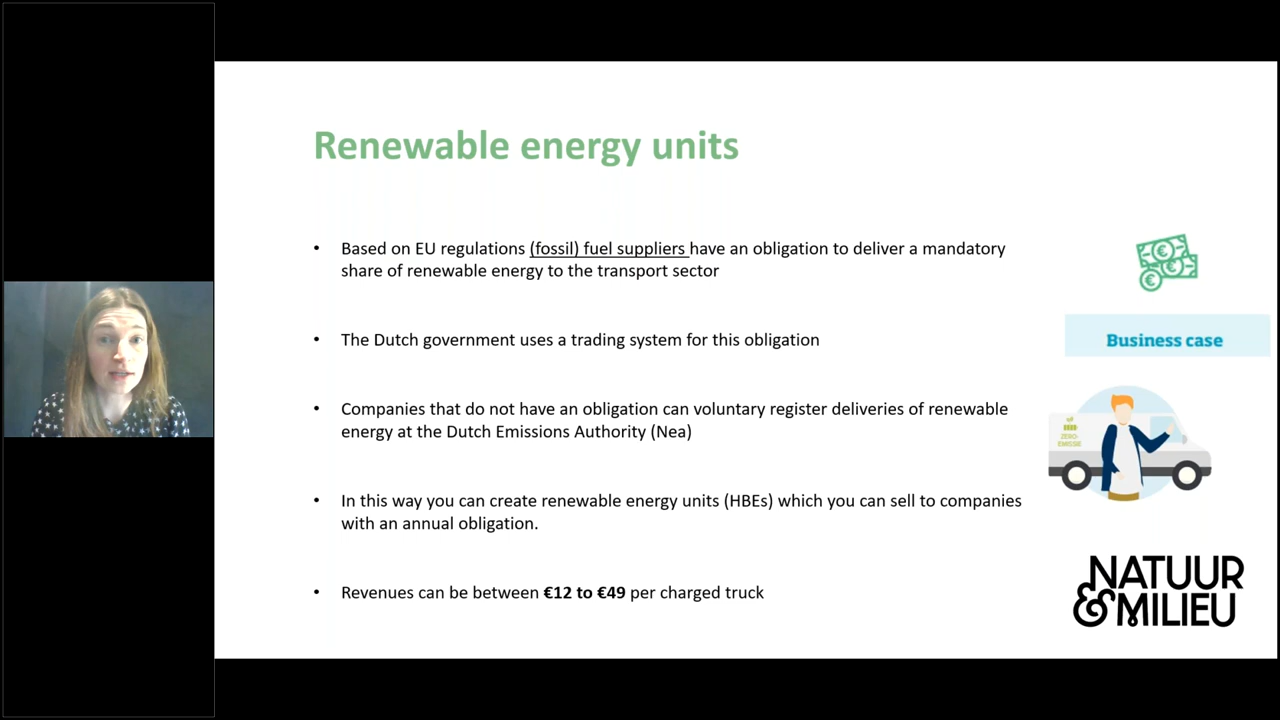 Renewable energy units
• Based on EU regulations (fossil) fuel suppliers have an obligation to deliver a mandatory
share of renewable energy to the transport sector
• The Dutch government uses a trading system for this obligation
• Companies that do not have an obligation can voluntary register deliveries of renewable
energy at the Dutch Emissions Authority (Nea)
• In this way you can create renewable energy units (HBEs) which you can sell to companies
with an annual obligation.
• Revenues can be between €12 to €49 per charged truck
Business case
ZERO-
EMISSIE
NATUUR
&MILIEU